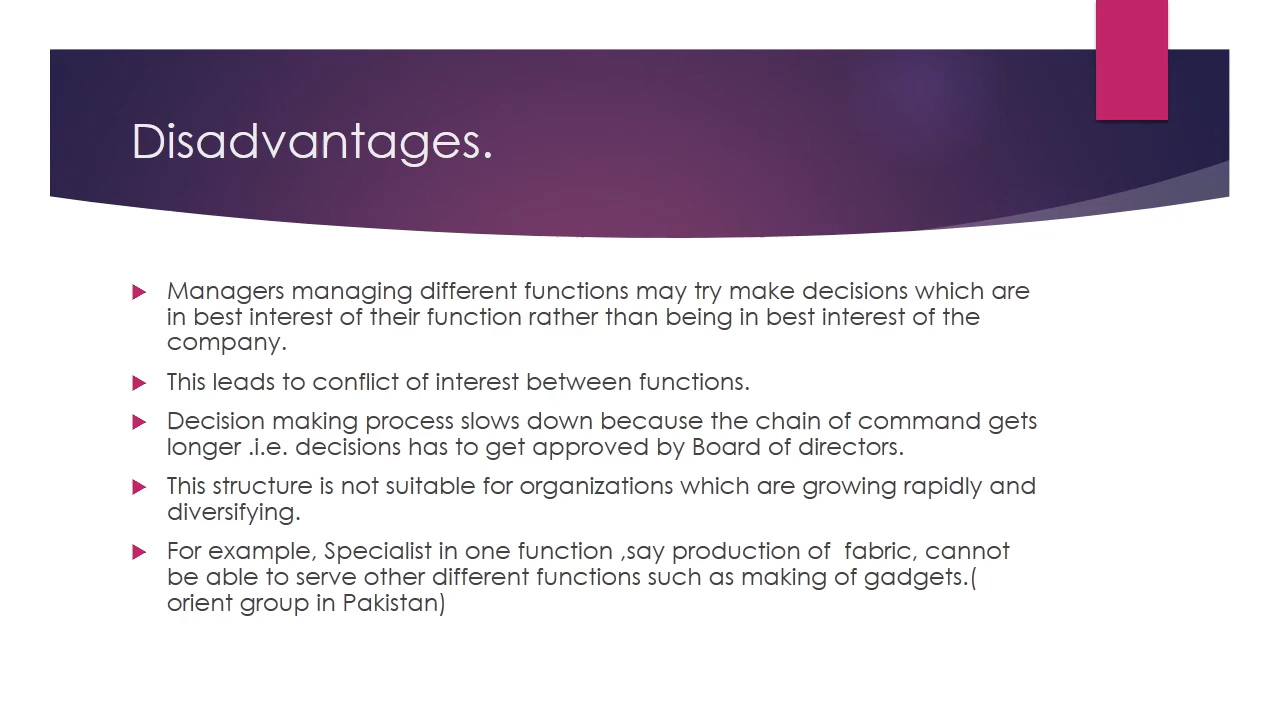 Disadvantages.
Managers managing different functions may try make decisions which are
in best interest of their function rather than being in best interest of the
company.
This leads to conflict of interest between functions.
Decision making process slows down because the chain of command gets
longer .i.e. decisions has to get approved by Board of directors.
This structure is not suitable for organizations which are growing rapidly and
diversifying.
For example, Specialist in one function ,say production of  fabric, cannot
be able to serve other different functions such as making of gadgets.(
orient group in Pakistan)